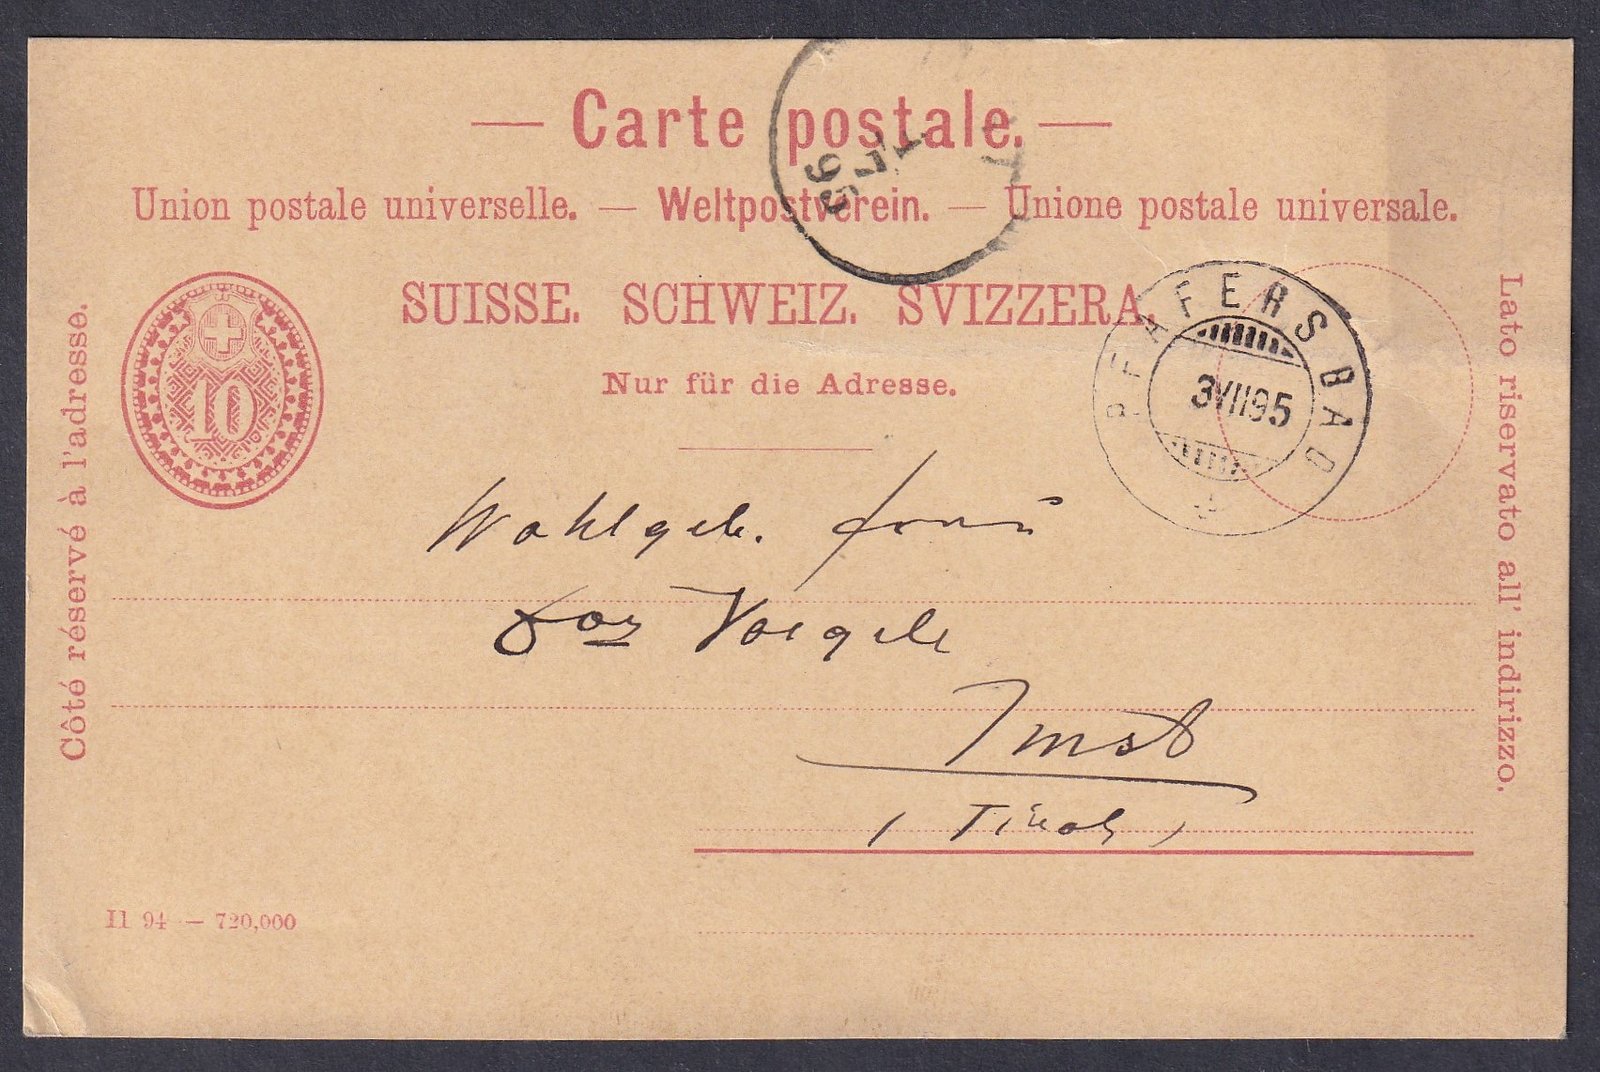 — Carte postale. —
Union postale universelle. — Weltpostverein. — Unione postale universale.
SUISSE. SCHWEIZ. SVIZZERA.
Nur für die Adresse.
Côté réservé à l'adresse.
Lato riservato all' indirizzo.
10
PFÆFERS BAD
3 VII 95
Wohlgeb.
Imst
(Tirol)
II 94 — 720,000